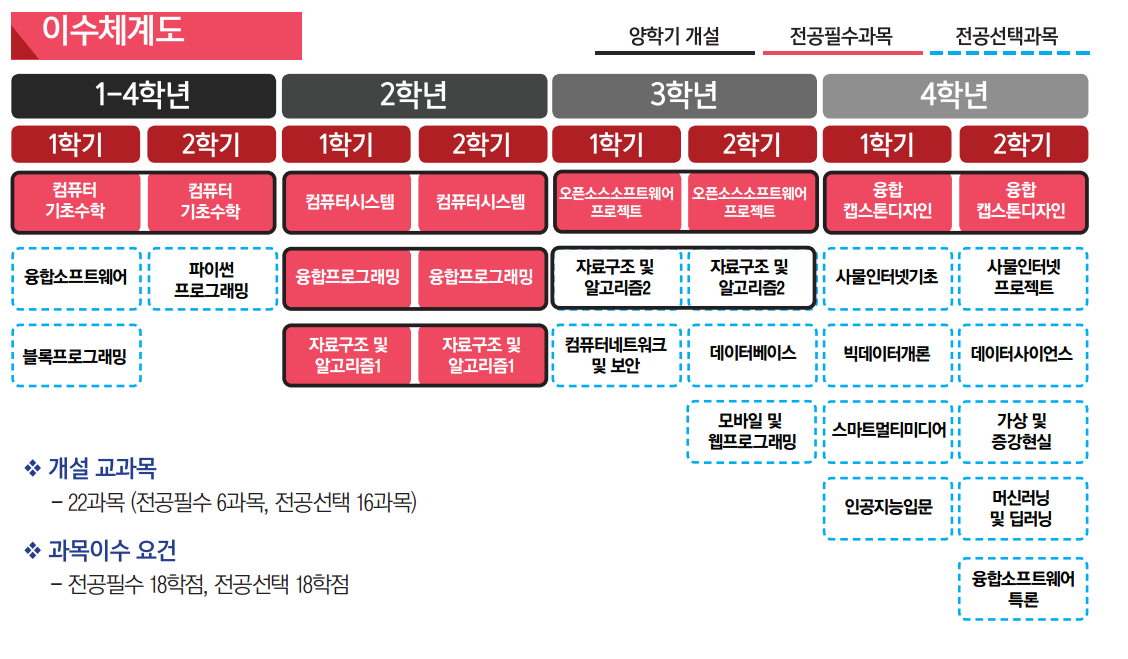 이수체계도
양학기 개설
전공필수과목
전공선택과목
1-4학년
2학년
3학년
4학년
1학기
2학기
1학기
2학기
1학기
2학기
1학기
2학기
컴퓨터
기초수학
컴퓨터
기초수학
컴퓨터시스템
컴퓨터시스템
오픈소스소프트웨어
프로젝트
오픈소스소프트웨어
프로젝트
융합
캡스톤디자인
융합
캡스톤디자인
융합소프트웨어
파이썬
프로그래밍
융합프로그래밍
융합프로그래밍
자료구조 및
알고리즘2
자료구조 및
알고리즘2
사물인터넷기초
사물인터넷
프로젝트
블록프로그래밍
자료구조 및
알고리즘1
자료구조 및
알고리즘1
컴퓨터네트워크
및 보안
데이터베이스
빅데이터개론
데이터사이언스
모바일 및
웹프로그래밍
스마트멀티미디어
가상 및
증강현실
인공지능입문
머신러닝
및 딥러닝
융합소프트웨어
특론
❖ 개설 교과목
- 22과목 (전공필수 6과목, 전공선택 16과목)
❖ 과목이수 요건
- 전공필수 18학점, 전공선택 18학점